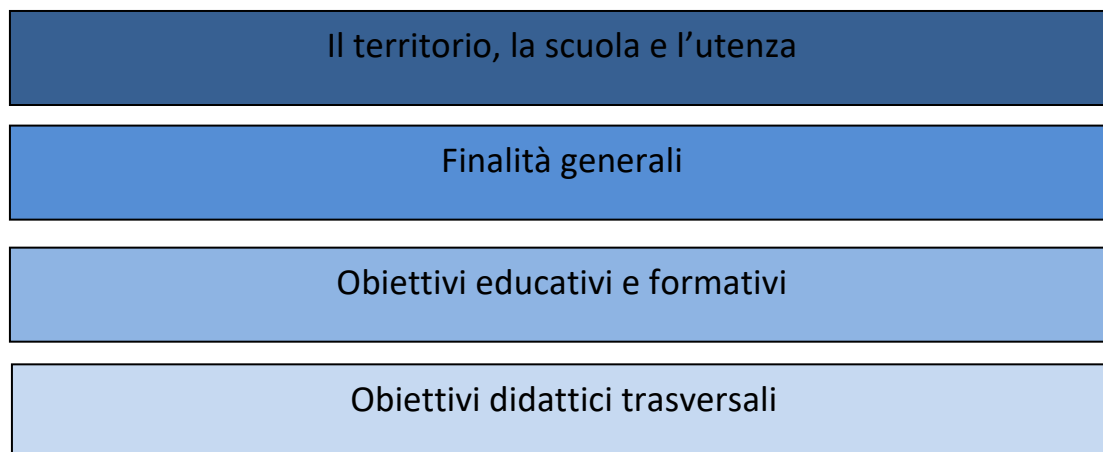 Il territorio, la scuola e l’utenza
Finalità generali
Obiettivi educativi e formativi
Obiettivi didattici trasversali